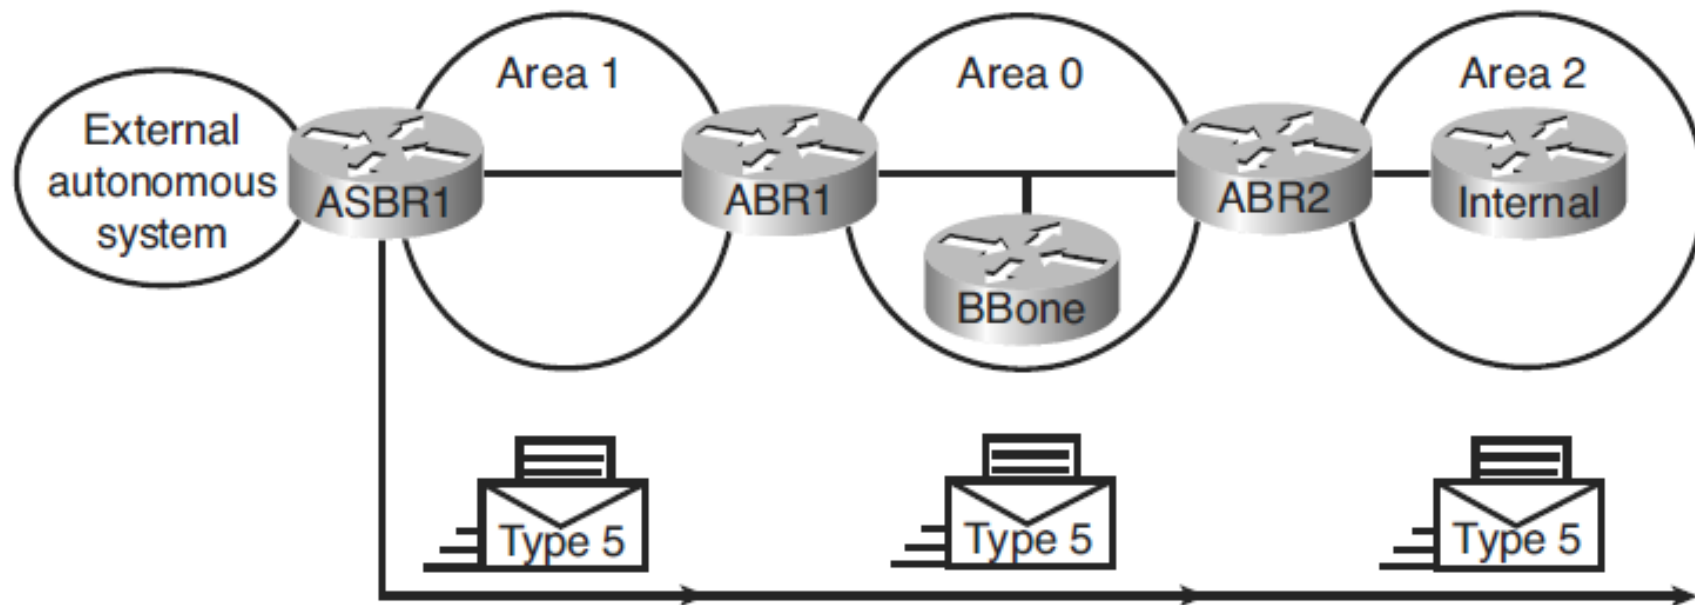 Area 1
Area 0
Area 2
External
autonomous
system
ASBR1
ABR1
ABR2
Internal
BBone
Type 5
Type 5
Type 5